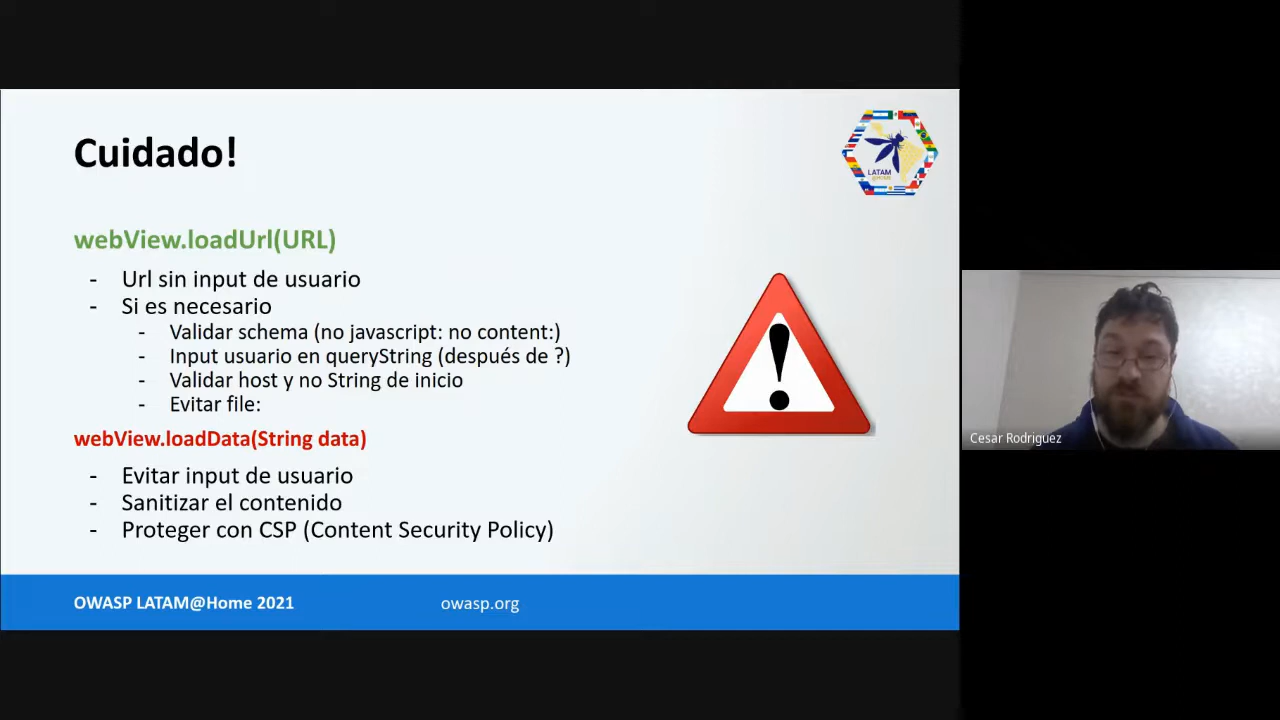 Cuidado!
LATAM
webView.loadUrl(URL)
- Url sin input de usuario
- Si es necesario
- Validar schema (no javascript: no content:)
- Input usuario en queryString (después de ?)
- Validar host y no String de inicio
- Evitar file:
webView.loadData(String data)
- Evitar input de usuario
- Sanitizar el contenido
- Proteger con CSP (Content Security Policy)
OWASP LATAM@Home 2021
owasp.org
Cesar Rodriguez